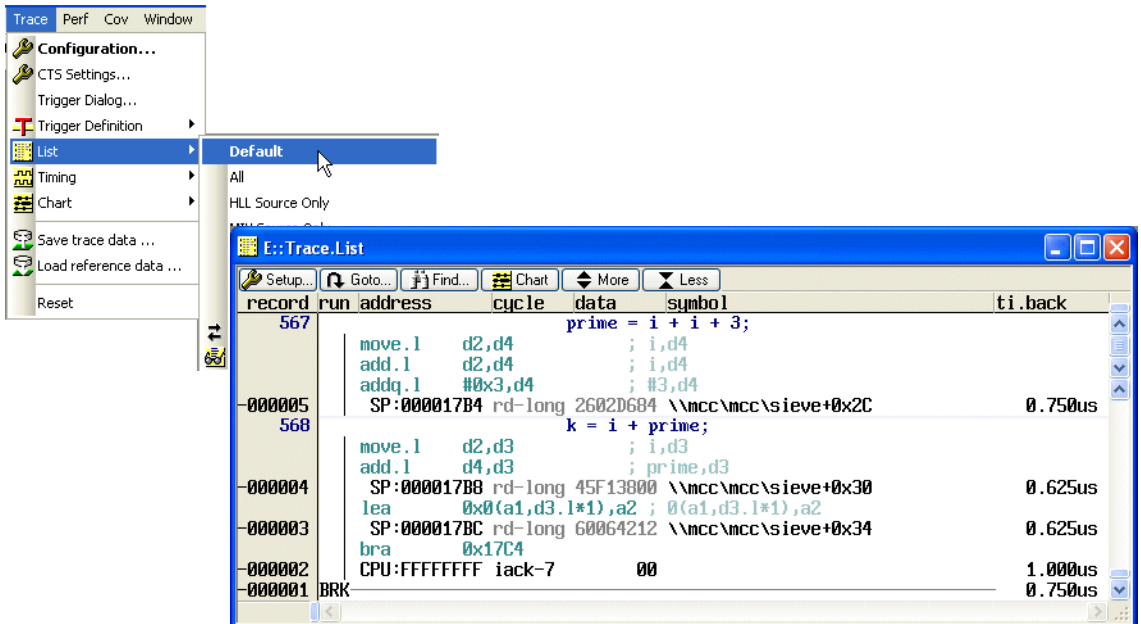 Trace Perf Cov Window
Configuration...
CTS Settings...
Trigger Dialog...
Trigger Definition
List
Timing
Chart
Save trace data ...
Load reference data ...
Reset
Default
All
HLL Source Only
E::Trace.List
Setup... Goto... Find... Chart More Less
record run address cycle data symbol ti.back
567 prime = i + i + 3;
move.l d2,d4 ; i,d4
add.l d2,d4 ; i,d4
addq.l #0x3,d4 ; #3,d4
-000005 SP:000017B4 rd-long 2602D684 \\mcc\mcc\sieve+0x2C 0.750us
568 k = i + prime;
move.l d2,d3 ; i,d3
add.l d4,d3 ; prime,d3
-000004 SP:000017B8 rd-long 45F13800 \\mcc\mcc\sieve+0x30 0.625us
lea 0x0(a1,d3.l*1),a2 ; 0(a1,d3.l*1),a2
-000003 SP:000017BC rd-long 60064212 \\mcc\mcc\sieve+0x34 0.625us
bra 0x17C4
-000002 CPU:FFFFFFFF iack-7 00 1.000us
-000001 BRK 0.750us